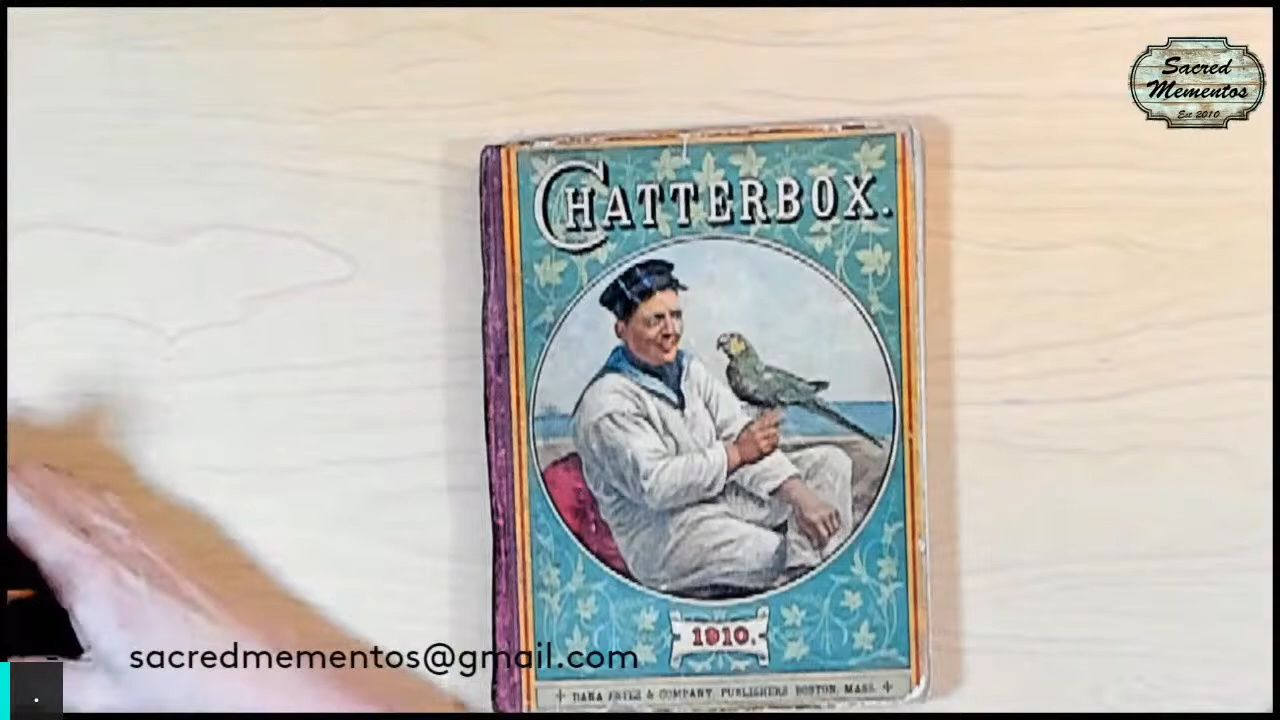 Sacred
Mementos
Est 2010
CHATTERBOX.
1910.
DANA ESTES & COMPANY, PUBLISHERS BOSTON, MASS.
sacredmementos@gmail.com